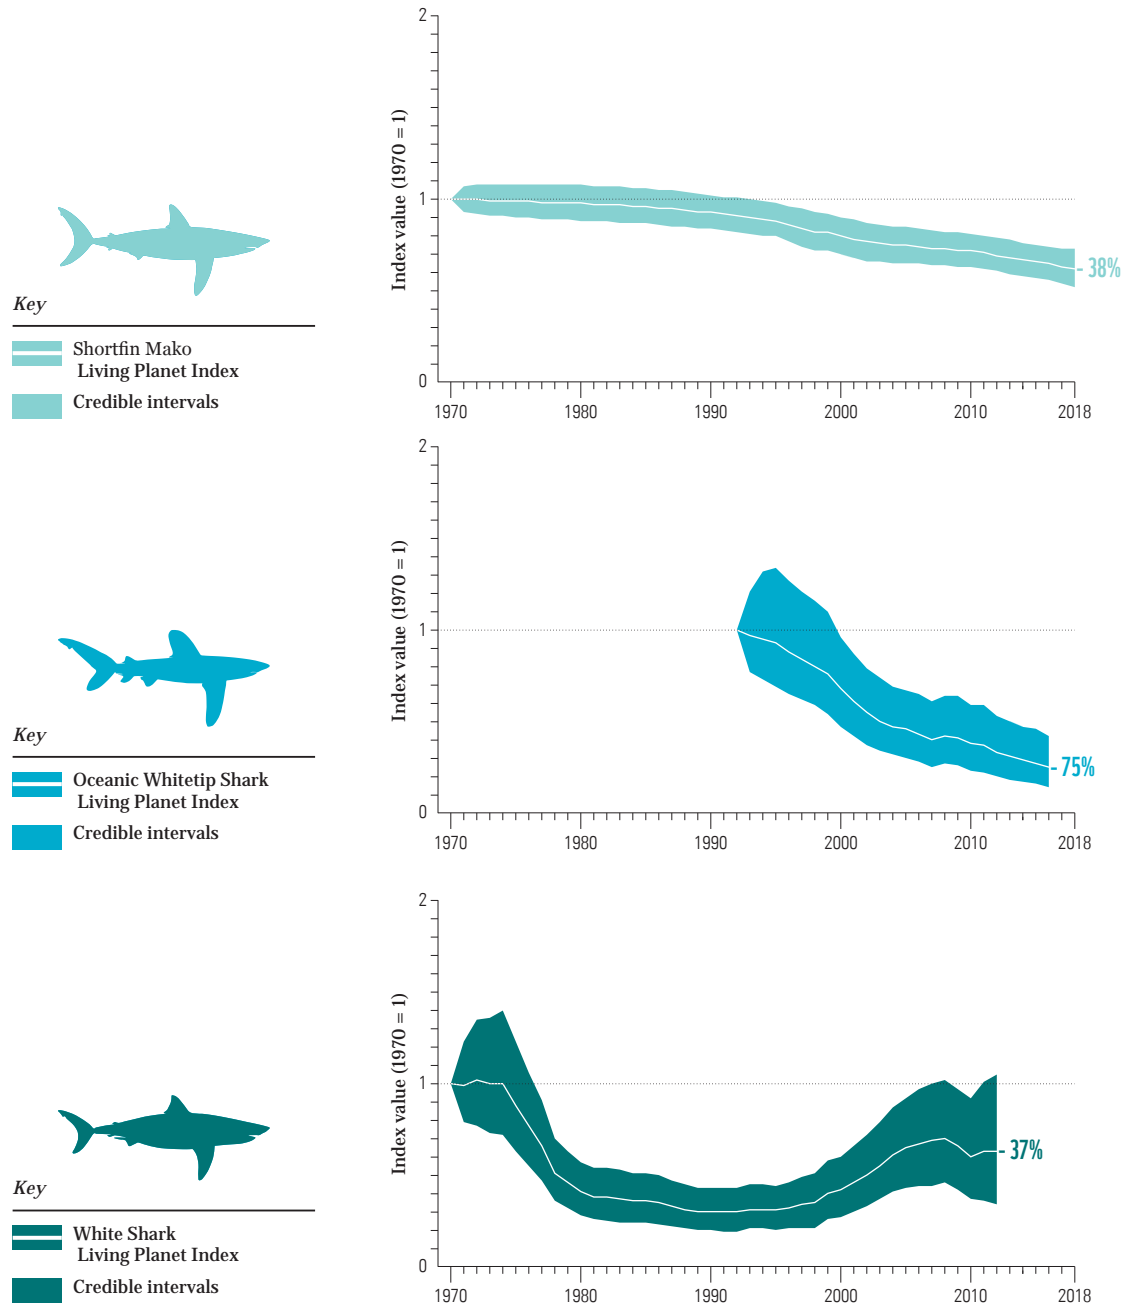 2
Index value (1970 = 1)
1
0
- 38%
1970 1980 1990 2000 2010 2018
Key
Shortfin Mako
Living Planet Index
Credible intervals
2
Index value (1970 = 1)
1
0
- 75%
1970 1980 1990 2000 2010 2018
Key
Oceanic Whitetip Shark
Living Planet Index
Credible intervals
2
Index value (1970 = 1)
1
0
- 37%
1970 1980 1990 2000 2010 2018
Key
White Shark
Living Planet Index
Credible intervals